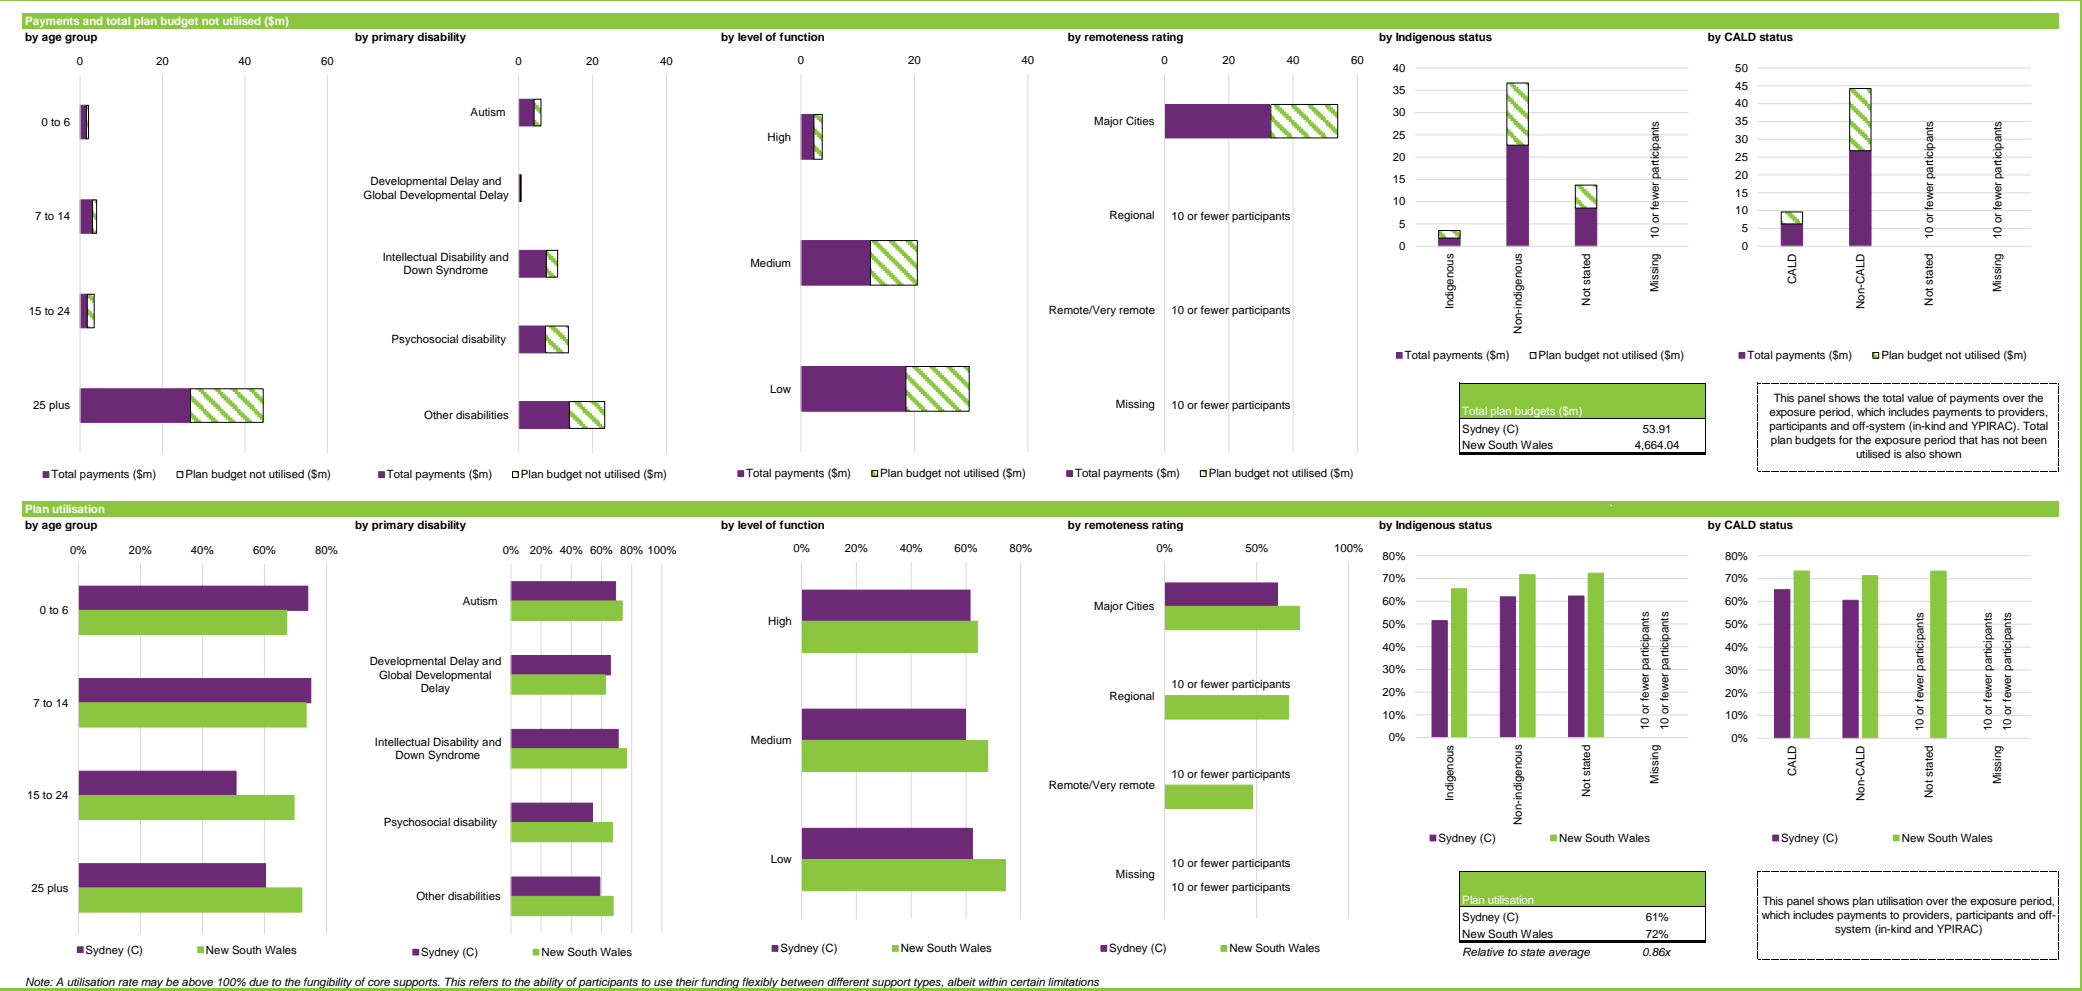 Payments and total plan budget not utilised ($m)
by age group
0 20 40 60
0 to 6
7 to 14
15 to 24
25 plus
Total payments ($m) Plan budget not utilised ($m)
by primary disability
0 20 40
Autism
Developmental Delay and
Global Developmental Delay
Intellectual Disability and
Down Syndrome
Psychosocial disability
Other disabilities
Total payments ($m) Plan budget not utilised ($m)
by level of function
0 20 40
High
Medium
Low
Total payments ($m) Plan budget not utilised ($m)
by remoteness rating
0 20 40 60
Major Cities
Regional 10 or fewer participants
Remote/Very remote 10 or fewer participants
Missing 10 or fewer participants
Total payments ($m) Plan budget not utilised ($m)
by Indigenous status
40
35
30
25
20
15
10
5
0
10 or fewer participants
Indigenous
Non-indigenous
Not stated
Missing
Total payments ($m) Plan budget not utilised ($m)
by CALD status
50
45
40
35
30
25
20
15
10
5
0
10 or fewer participants
10 or fewer participants
CALD
Non-CALD
Not stated
Missing
Total payments ($m) Plan budget not utilised ($m)
Total plan budgets ($m)
Sydney (C) 53.91
New South Wales 4,664.04
This panel shows the total value of payments over the
exposure period, which includes payments to providers,
participants and off-system (in-kind and YPIRAC). Total
plan budgets for the exposure period that has not been
utilised is also shown
Plan utilisation
by age group
0% 20% 40% 60% 80%
0 to 6
7 to 14
15 to 24
25 plus
Sydney (C) New South Wales
by primary disability
0% 20% 40% 60% 80% 100%
Autism
Developmental Delay and
Global Developmental
Delay
Intellectual Disability and
Down Syndrome
Psychosocial disability
Other disabilities
Sydney (C) New South Wales
by level of function
0% 20% 40% 60% 80%
High
Medium
Low
Sydney (C) New South Wales
by remoteness rating
0% 50% 100%
Major Cities
10 or fewer participants
Regional
10 or fewer participants
Remote/Very remote
10 or fewer participants
Missing
10 or fewer participants
Sydney (C) New South Wales
by Indigenous status
80%
70%
60%
50%
40%
30%
20%
10%
0%
10 or fewer participants
10 or fewer participants
Indigenous
Non-indigenous
Not stated
Missing
Sydney (C) New South Wales
by CALD status
80%
70%
60%
50%
40%
30%
20%
10%
0%
10 or fewer participants
10 or fewer participants
10 or fewer participants
CALD
Non-CALD
Not stated
Missing
Sydney (C) New South Wales
Plan utilisation
Sydney (C) 61%
New South Wales 72%
Relative to state average 0.86x
This panel shows plan utilisation over the exposure period,
which includes payments to providers, participants and off-
system (in-kind and YPIRAC)
Note: A utilisation rate may be above 100% due to the fungibility of core supports. This refers to the ability of participants to use their funding flexibly between different support types, albeit within certain limitations